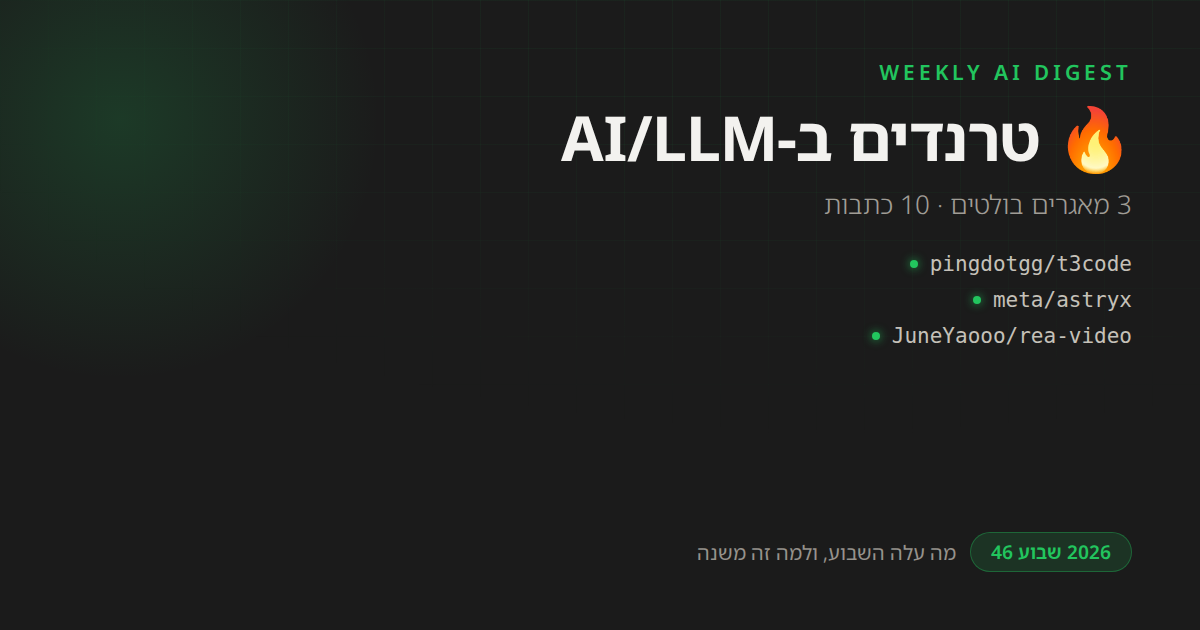 WEEKLY AI DIGEST
🔥 טרנדים ב-AI/LLM
3 מאגרים בולטים · 10 כתבות
pingdotgg/t3code
meta/astryx
JuneYaooo/rea-video
2026 שבוע 46
מה עלה השבוע, ולמה זה משנה